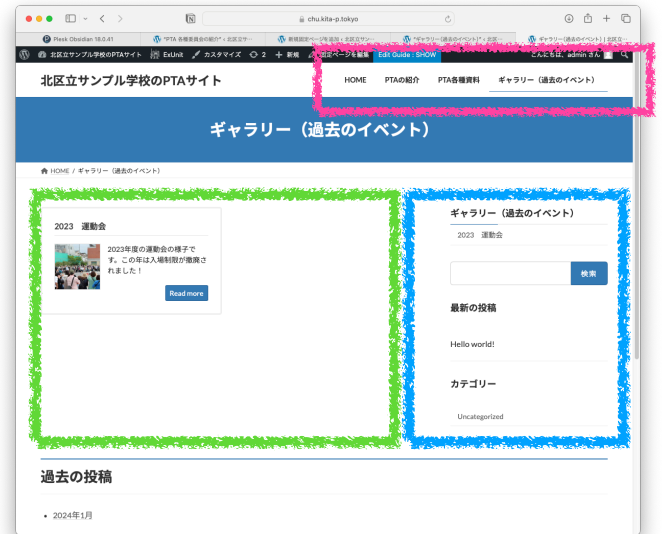 chu.kita-p.tokyo
Plesk Obsidian 18.0.41
北区立サンプル学校のPTAサイト
ExUnit
カスタマイズ
2
新規
固定ページを編集
Edit Guide : SHOW
こんにちは、admin さん
北区立サンプル学校のPTAサイト
HOME
PTAの紹介
PTA各種資料
ギャラリー（過去のイベント）
ギャラリー（過去のイベント）
HOME / ギャラリー（過去のイベント）
2023 運動会
2023年度の運動会の様子で
す。この年は入場制限が撤廃さ
れました！
Read more
ギャラリー（過去のイベント）
2023 運動会
検索
最新の投稿
Hello world!
カテゴリー
Uncategorized
過去の投稿
2024年1月